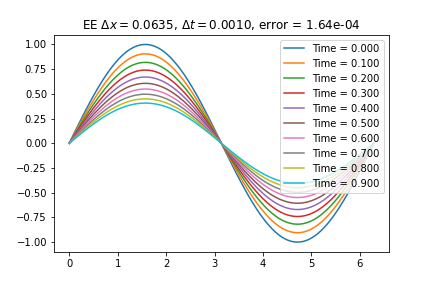 EE Δx = 0.0635, Δt = 0.0010, error = 1.64e-04
1.00
0.75
0.50
0.25
0.00
−0.25
−0.50
−0.75
−1.00
0
1
2
3
4
5
6
Time = 0.000
Time = 0.100
Time = 0.200
Time = 0.300
Time = 0.400
Time = 0.500
Time = 0.600
Time = 0.700
Time = 0.800
Time = 0.900